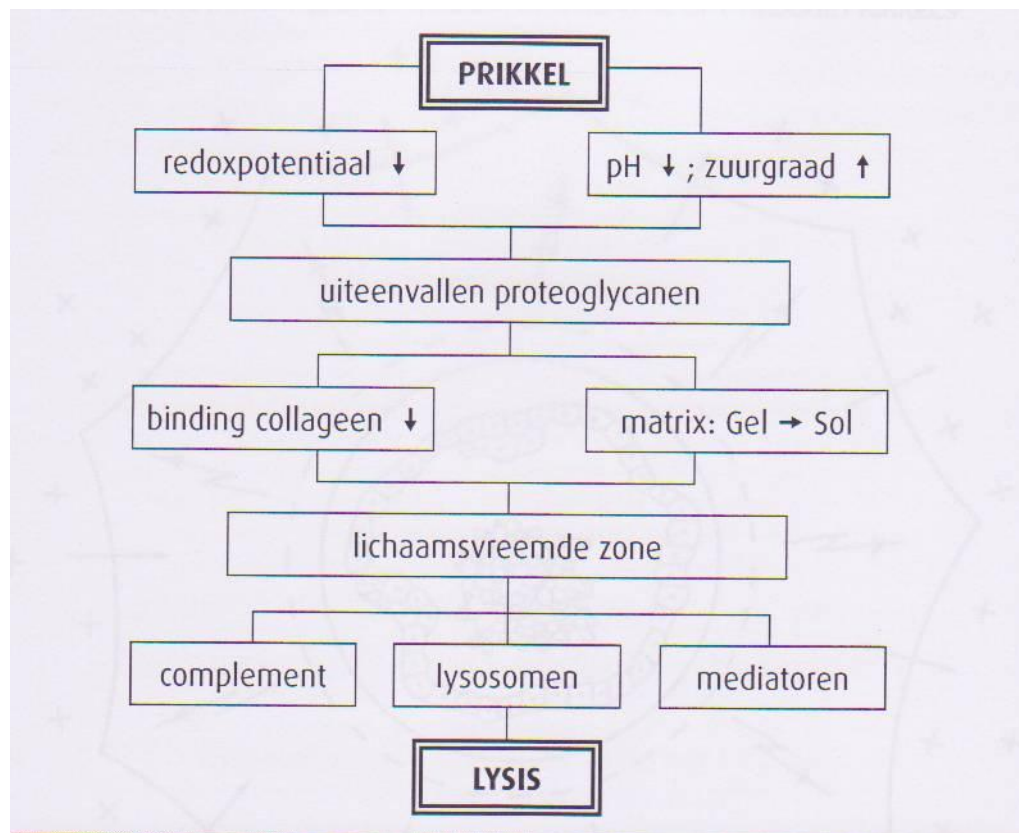 PRIKKEL
redoxpotentiaal ↓
pH ↓ ; zuurgraad ↑
uiteenvallen proteoglycanen
binding collageen ↓
matrix: Gel → Sol
lichaamsvreemde zone
complement
lysosomen
mediatoren
LYSIS